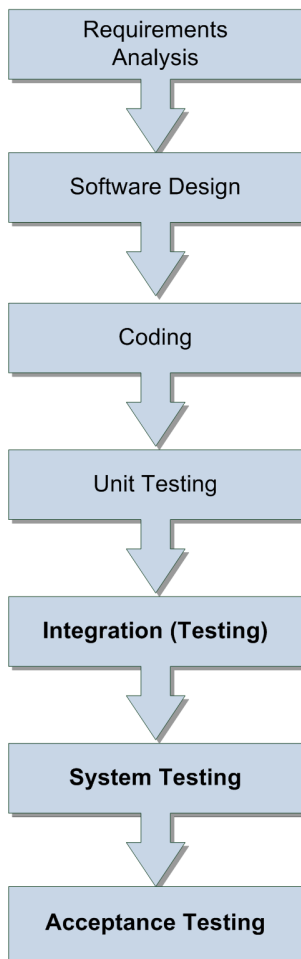 Requirements
Analysis
Software Design
Coding
Unit Testing
Integration (Testing)
System Testing
Acceptance Testing